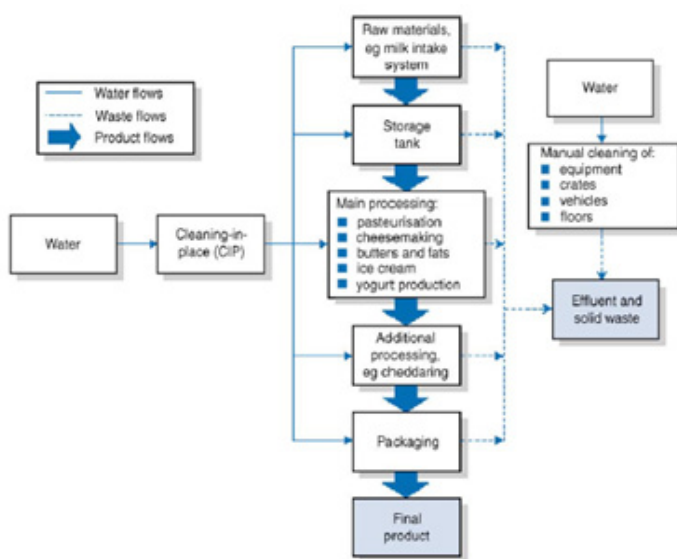 Raw materials,
eg milk intake
system
Water flows
Waste flows
Product flows
Storage
tank
Water
Manual cleaning of:
equipment
crates
vehicles
floors
Water
Cleaning-in-
place (CIP)
Main processing:
pasteurisation
cheesemaking
butters and fats
ice cream
yogurt production
Effluent and
solid waste
Additional
processing,
eg cheddaring
Packaging
Final
product